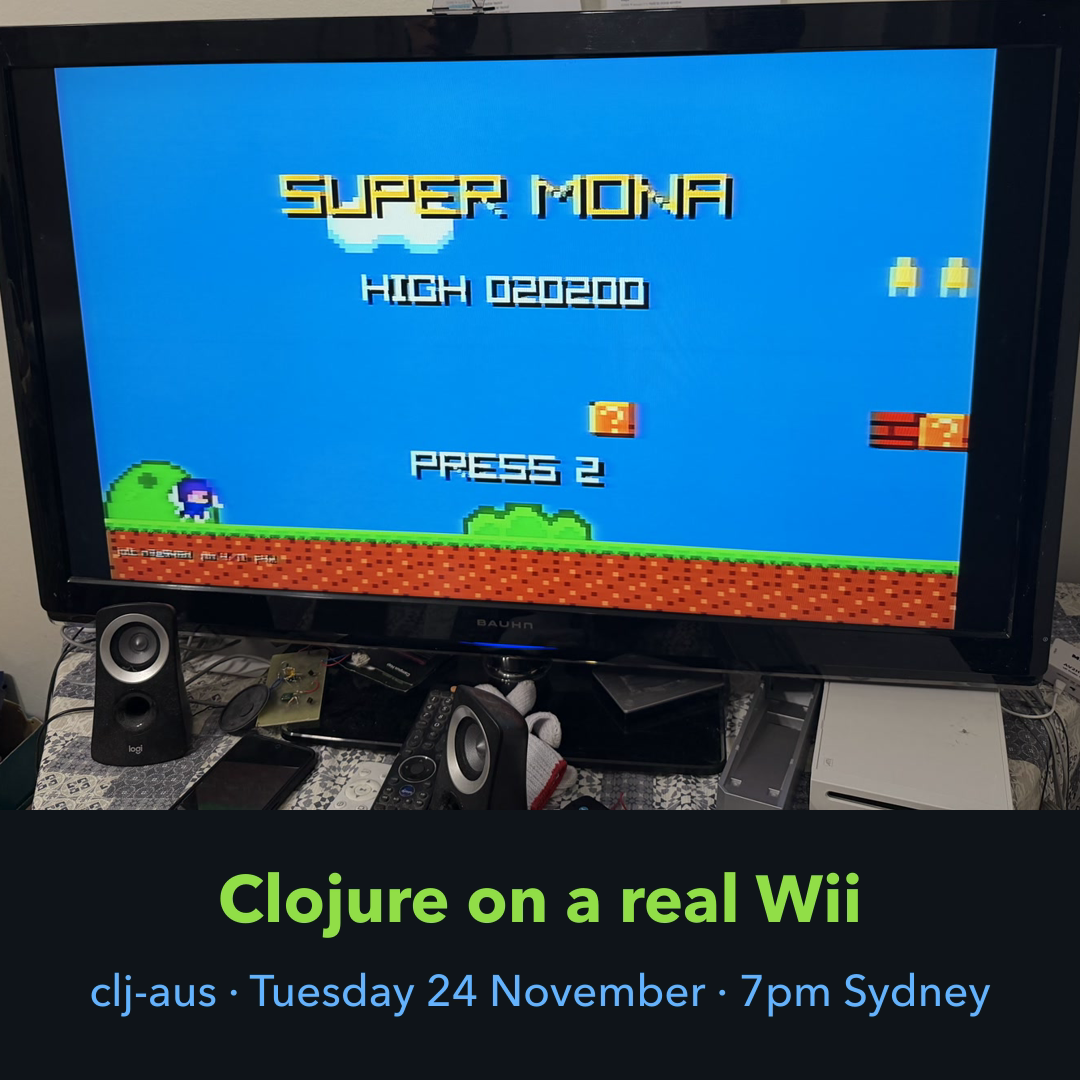 SUPER MONA
HIGH 020200
PRESS 2
BAUHN
logi
Clojure on a real Wii
clj-aus · Tuesday 24 November · 7pm Sydney